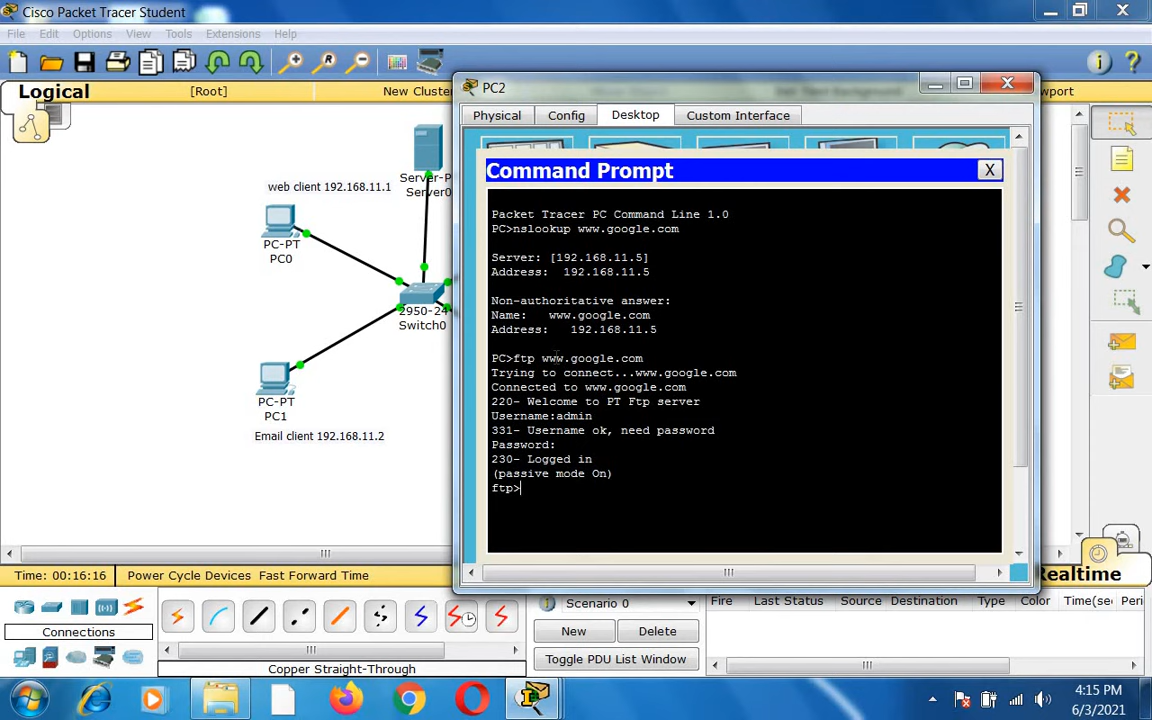 Cisco Packet Tracer Student
File Edit Options View Tools Extensions Help
Logical
[Root]
New Cluster
PC2
Physical
Config
Desktop
Custom Interface
Command Prompt
X
Packet Tracer PC Command Line 1.0
PC>nslookup www.google.com
Server: [192.168.11.5]
Address: 192.168.11.5
Non-authoritative answer:
Name: www.google.com
Address: 192.168.11.5
PC>ftp www.google.com
Trying to connect...www.google.com
Connected to www.google.com
220- Welcome to PT Ftp server
Username:admin
331- Username ok, need password
Password:
230- Logged in
(passive mode On)
ftp>
web client 192.168.11.1
Server-P
Server0
PC-PT
PC0
2950-24
Switch0
PC-PT
PC1
Email client 192.168.11.2
Time: 00:16:16
Power Cycle Devices Fast Forward Time
Realtime
Connections
Copper Straight-Through
Scenario 0
New
Delete
Toggle PDU List Window
Fire Last Status Source Destination Type Color Time(sec Peri
4:15 PM
6/3/2021